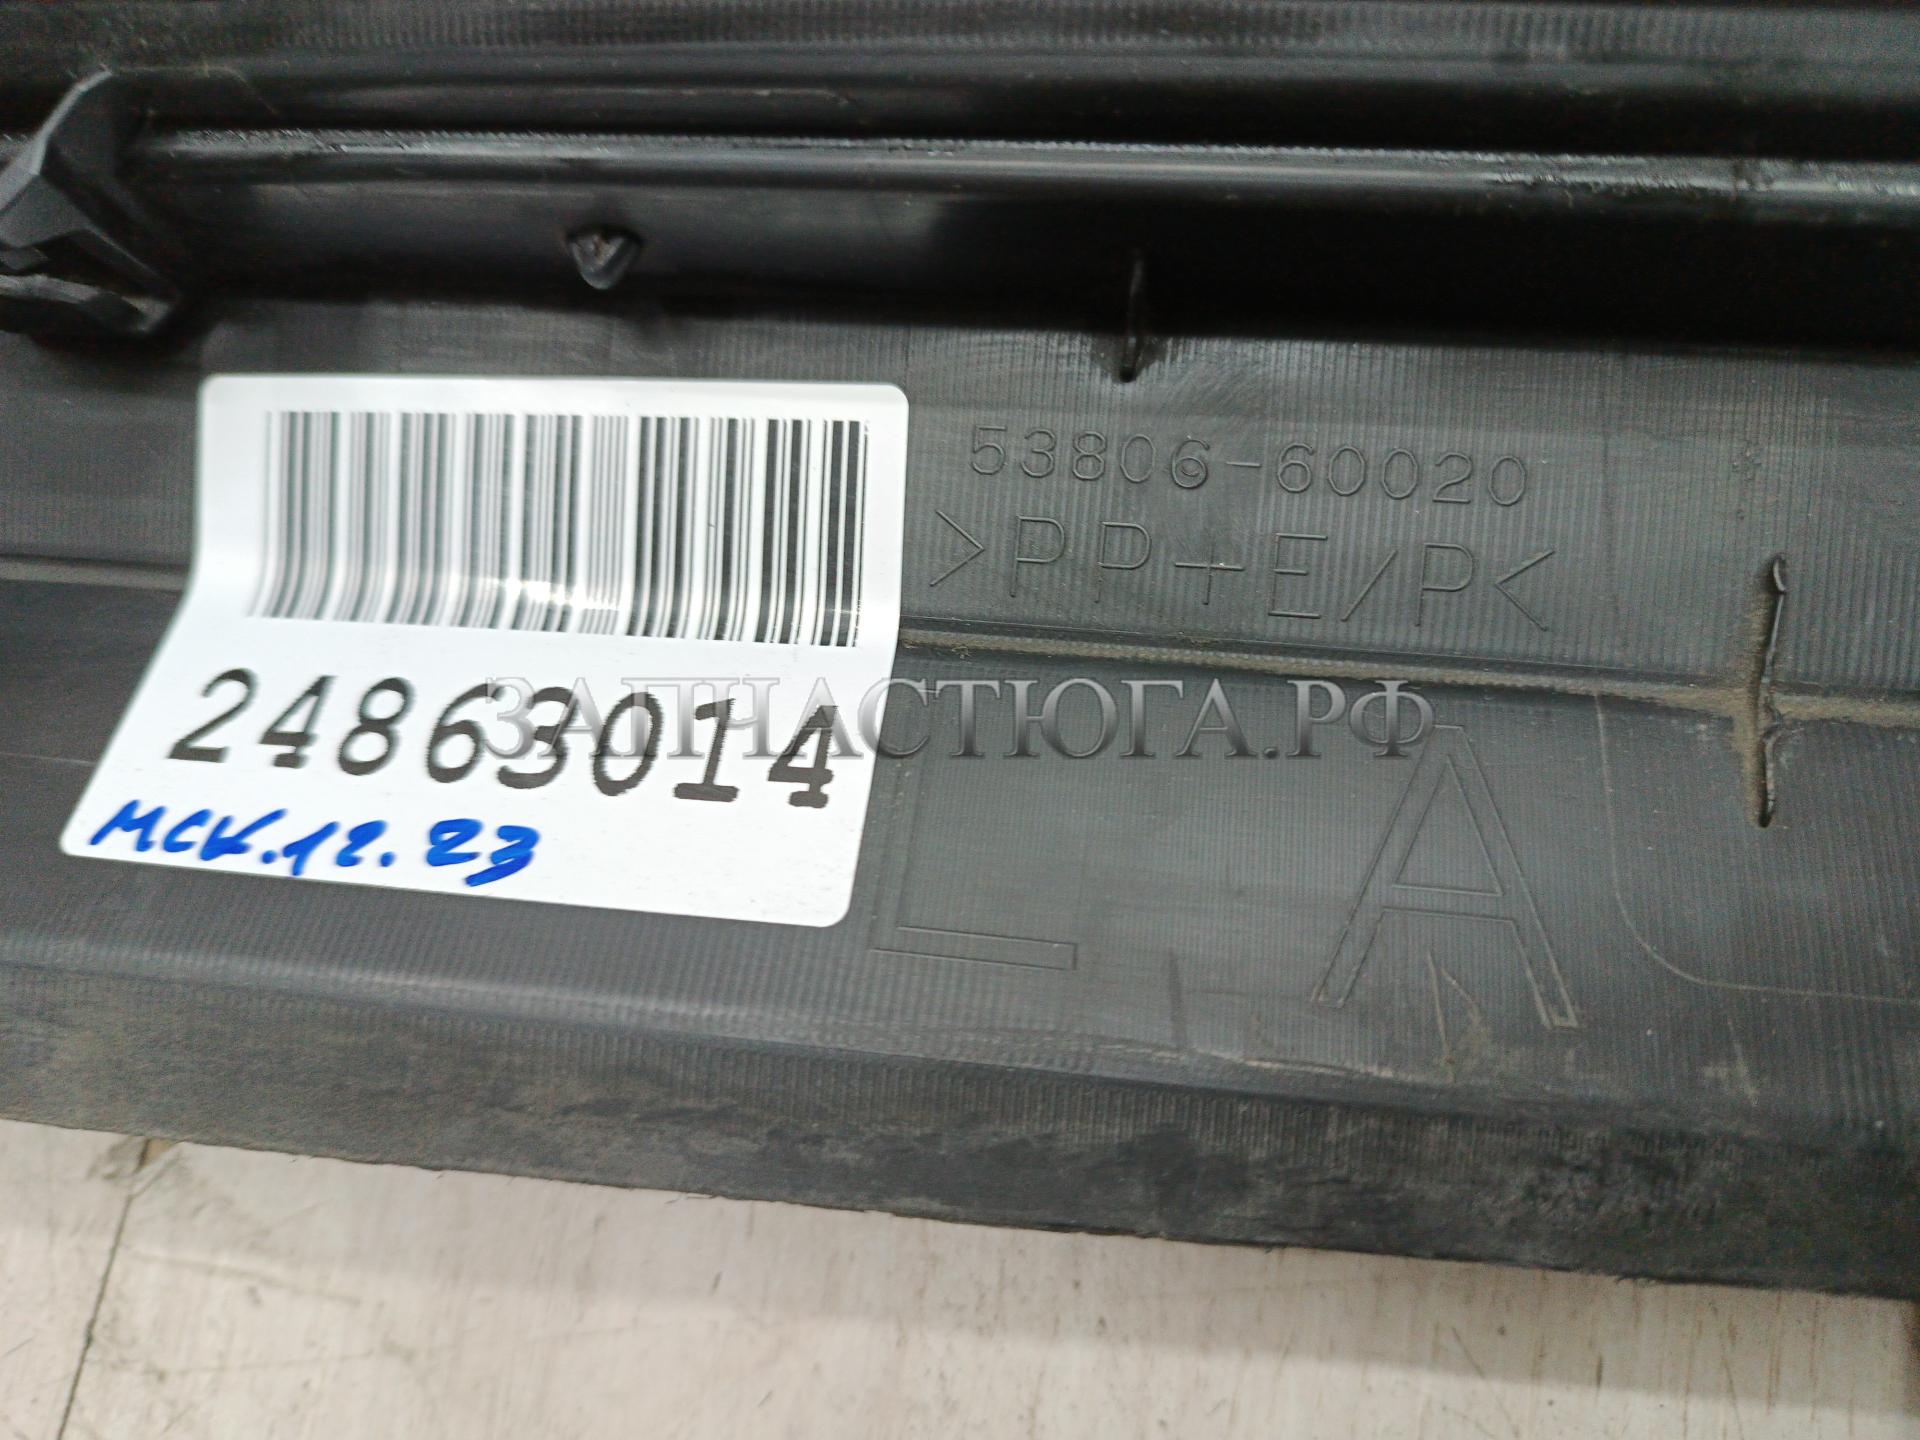 53806-60020
>PP+E/P<
24863014
ЗАПЧАСТЮГА.РФ
мск.12.23
L A